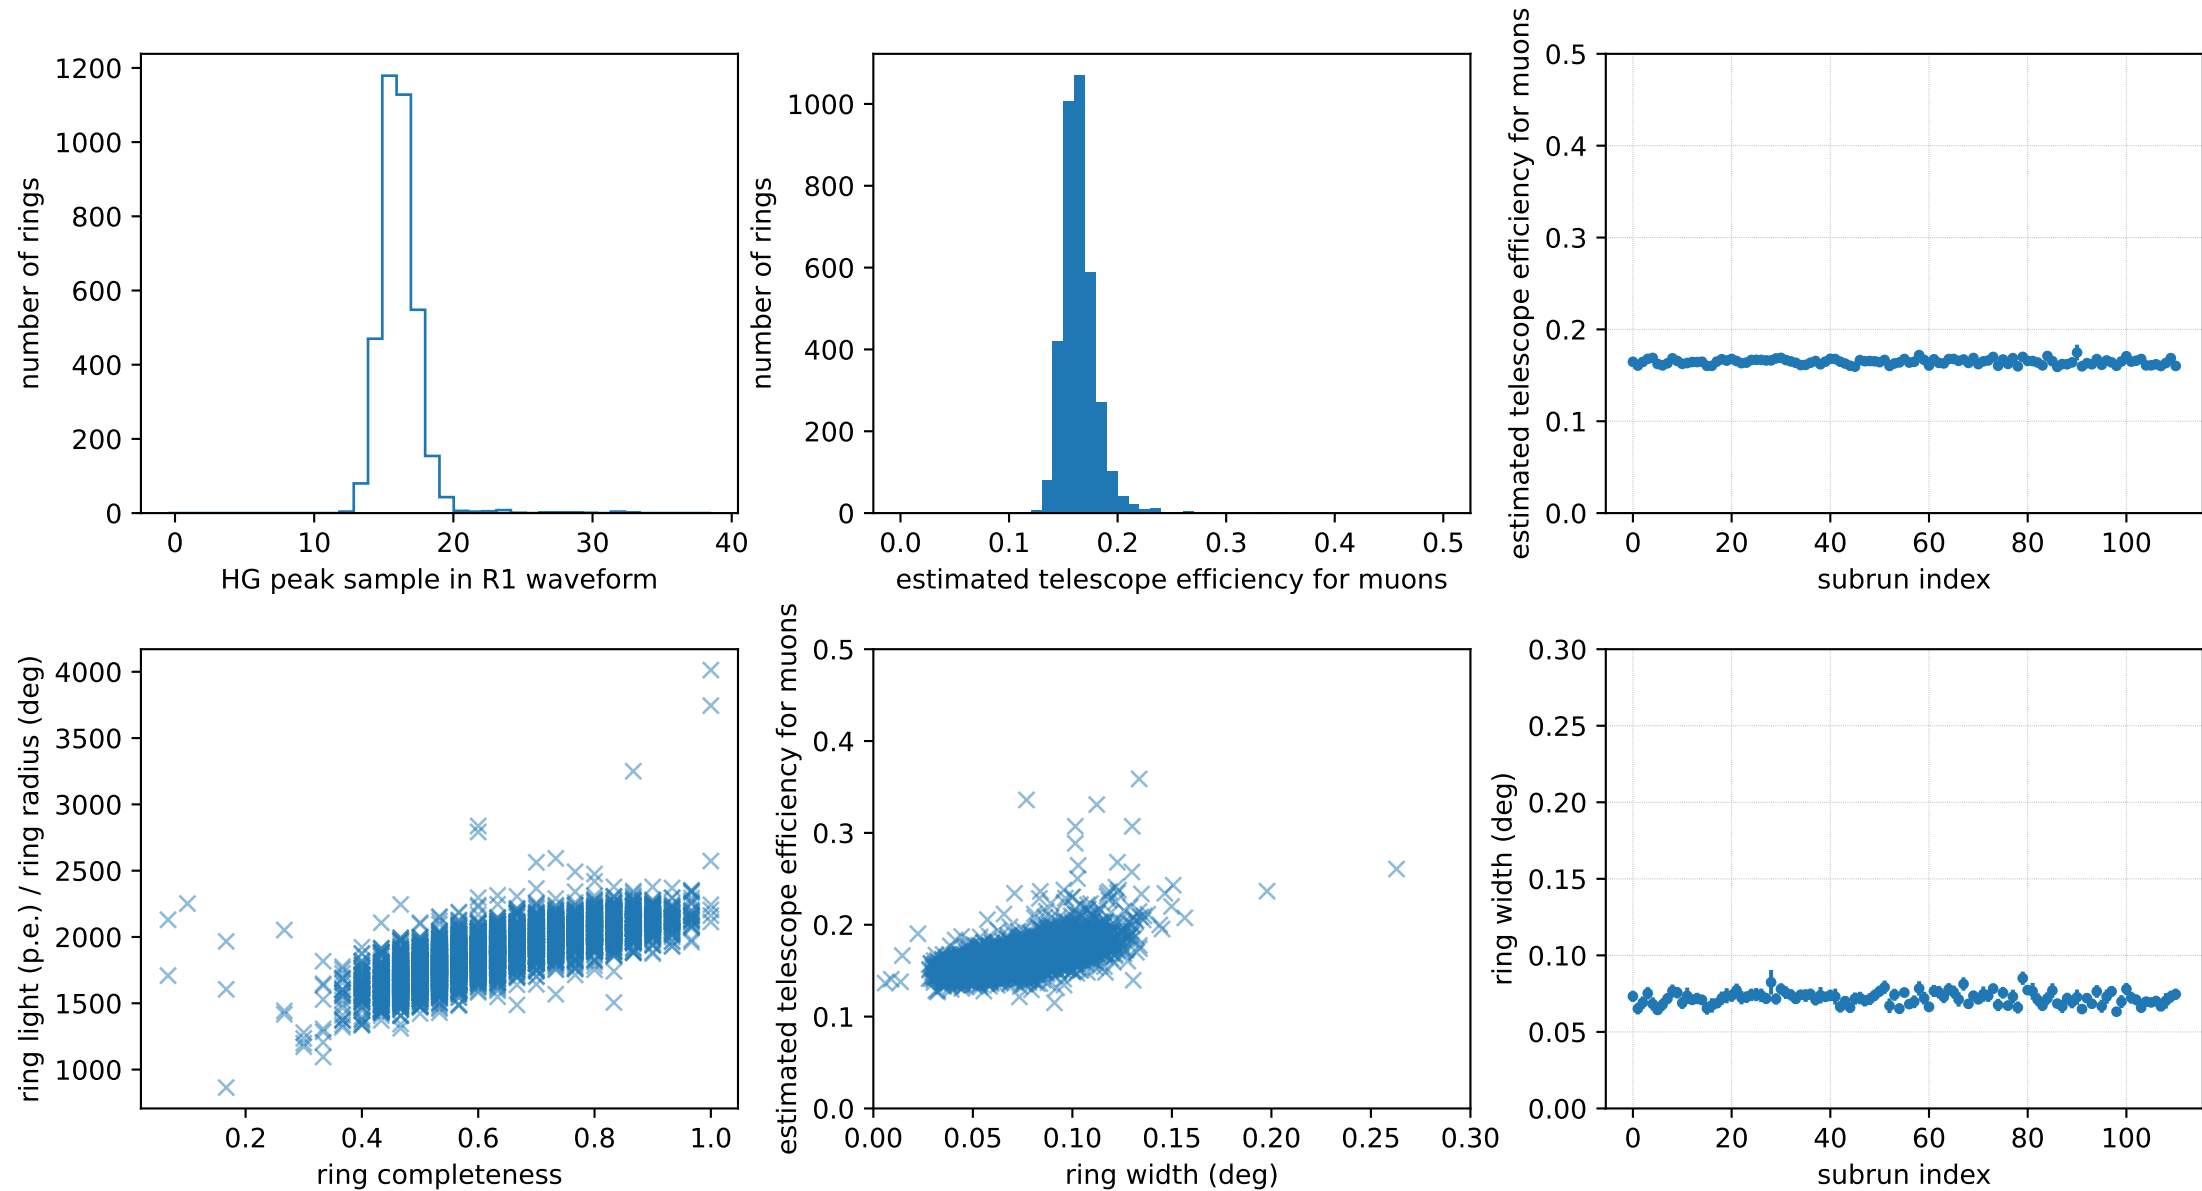 number of rings
1200
1000
800
600
400
200
0
0 10 20 30 40
HG peak sample in R1 waveform
number of rings
1000
800
600
400
200
0
0.0 0.1 0.2 0.3 0.4 0.5
estimated telescope efficiency for muons
estimated telescope efficiency for muons
0.5
0.4
0.3
0.2
0.1
0.0
0 20 40 60 80 100
subrun index
ring light (p.e.) / ring radius (deg)
4000
3500
3000
2500
2000
1500
1000
0.2 0.4 0.6 0.8 1.0
ring completeness
estimated telescope efficiency for muons
0.5
0.4
0.3
0.2
0.1
0.0
0.00 0.05 0.10 0.15 0.20 0.25 0.30
ring width (deg)
ring width (deg)
0.30
0.25
0.20
0.15
0.10
0.05
0.00
0 20 40 60 80 100
subrun index